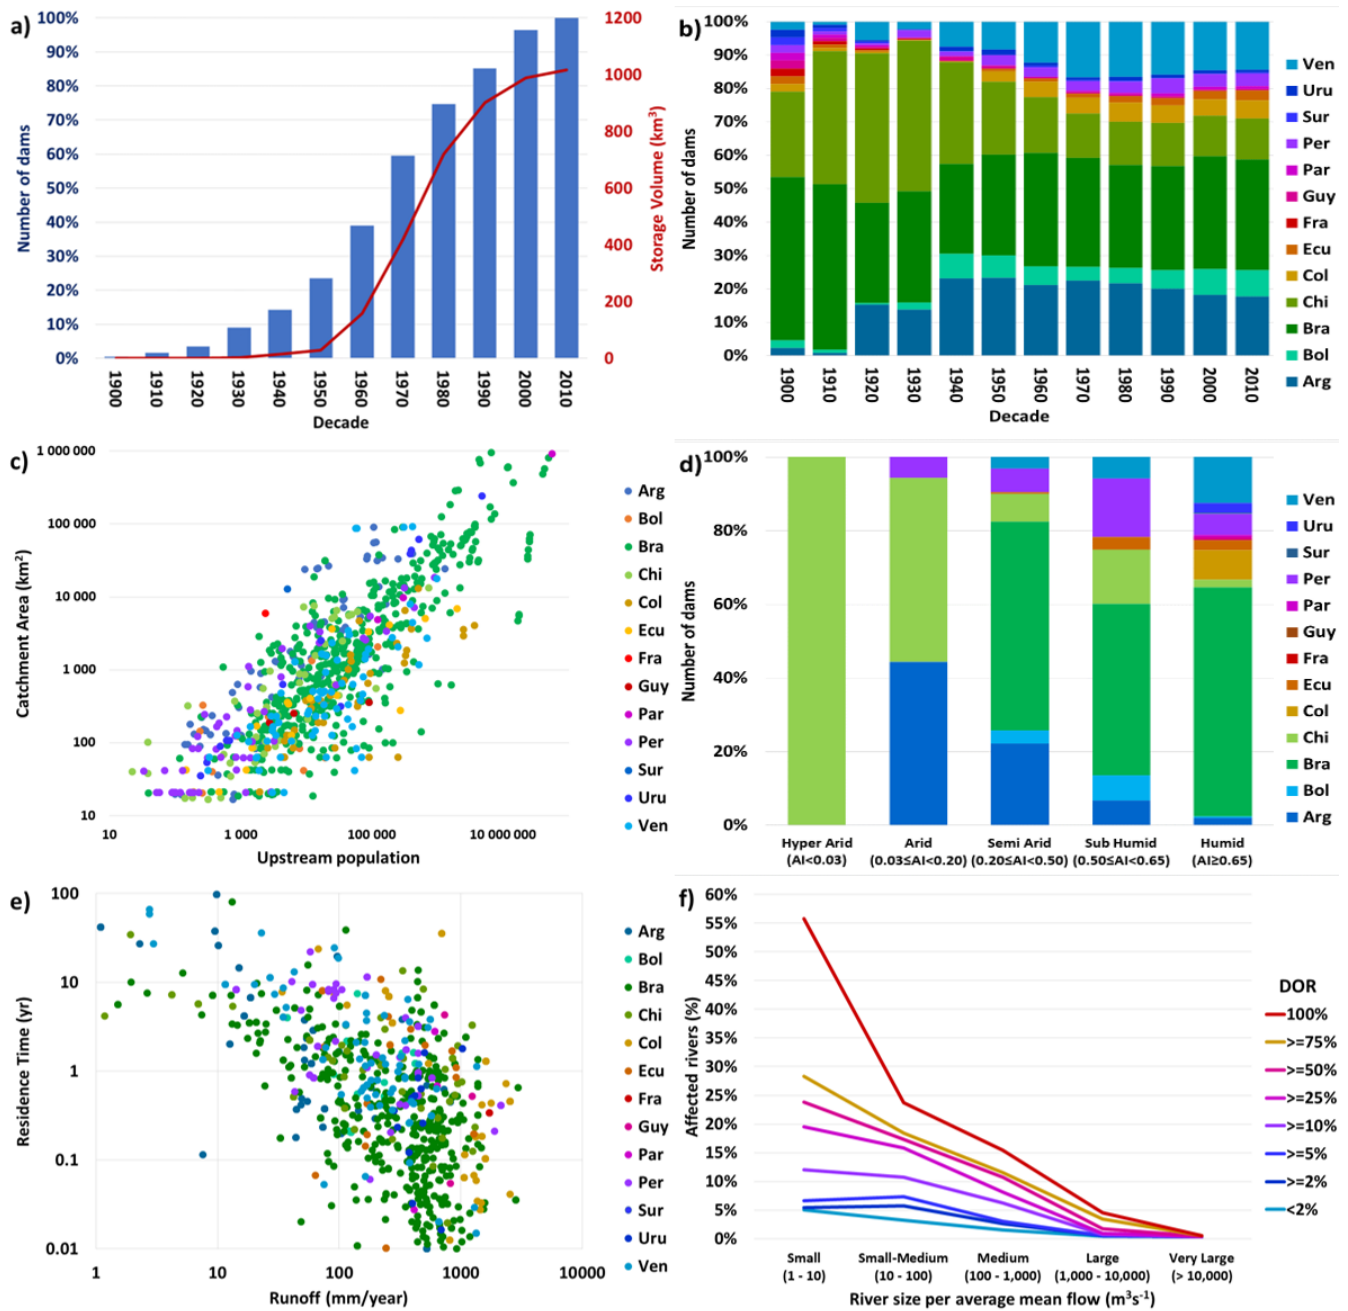 a)
100%
90%
80%
70%
60%
50%
40%
30%
20%
10%
0%
Number of dams
1200
1000
800
600
400
200
0
Storage Volume (km³)
1900 1910 1920 1930 1940 1950 1960 1970 1980 1990 2000 2010
Decade
b)
100%
90%
80%
70%
60%
50%
40%
30%
20%
10%
0%
Number of dams
1900 1910 1920 1930 1940 1950 1960 1970 1980 1990 2000 2010
Decade
Ven
Uru
Sur
Per
Par
Guy
Fra
Ecu
Col
Chi
Bra
Bol
Arg
c)
1 000 000
100 000
10 000
1 000
100
10
Catchment Area (km²)
10 1 000 100 000 10 000 000
Upstream population
Arg
Bol
Bra
Chi
Col
Ecu
Fra
Guy
Par
Per
Sur
Uru
Ven
d)
100%
80%
60%
40%
20%
0%
Number of dams
Hyper Arid Arid Semi Arid Sub Humid Humid
(AI<0.03) (0.03≤AI<0.20) (0.20≤AI<0.50) (0.50≤AI<0.65) (AI≥0.65)
Ven
Uru
Sur
Per
Par
Guy
Fra
Ecu
Col
Chi
Bra
Bol
Arg
e)
100
10
1
0.1
0.01
Residence Time (yr)
1 10 100 1000 10000
Runoff (mm/year)
Arg
Bol
Bra
Chi
Col
Ecu
Fra
Guy
Par
Per
Sur
Uru
Ven
f)
60%
55%
50%
45%
40%
35%
30%
25%
20%
15%
10%
5%
0%
Affected rivers (%)
Small Small-Medium Medium Large Very Large
(1 - 10) (10 - 100) (100 - 1,000) (1,000 - 10,000) (> 10,000)
River size per average mean flow (m³s⁻¹)
DOR
100%
>=75%
>=50%
>=25%
>=10%
>=5%
>=2%
<2%